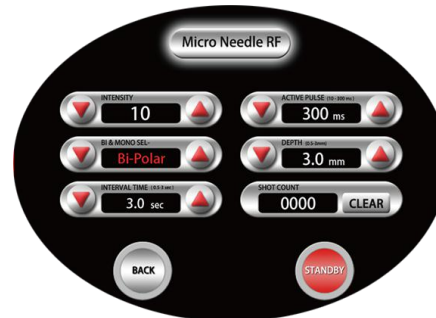 Micro Needle RF
INTENSITY
10
ACTIVE PULSE (10~300 ms)
300 ms
BI & MONO SEL-
Bi-Polar
DEPTH (0.5-3mm)
3.0 mm
INTERVAL TIME (0.5-3 sec)
3.0 sec
SHOT COUNT
0000 CLEAR
BACK
STANDBY